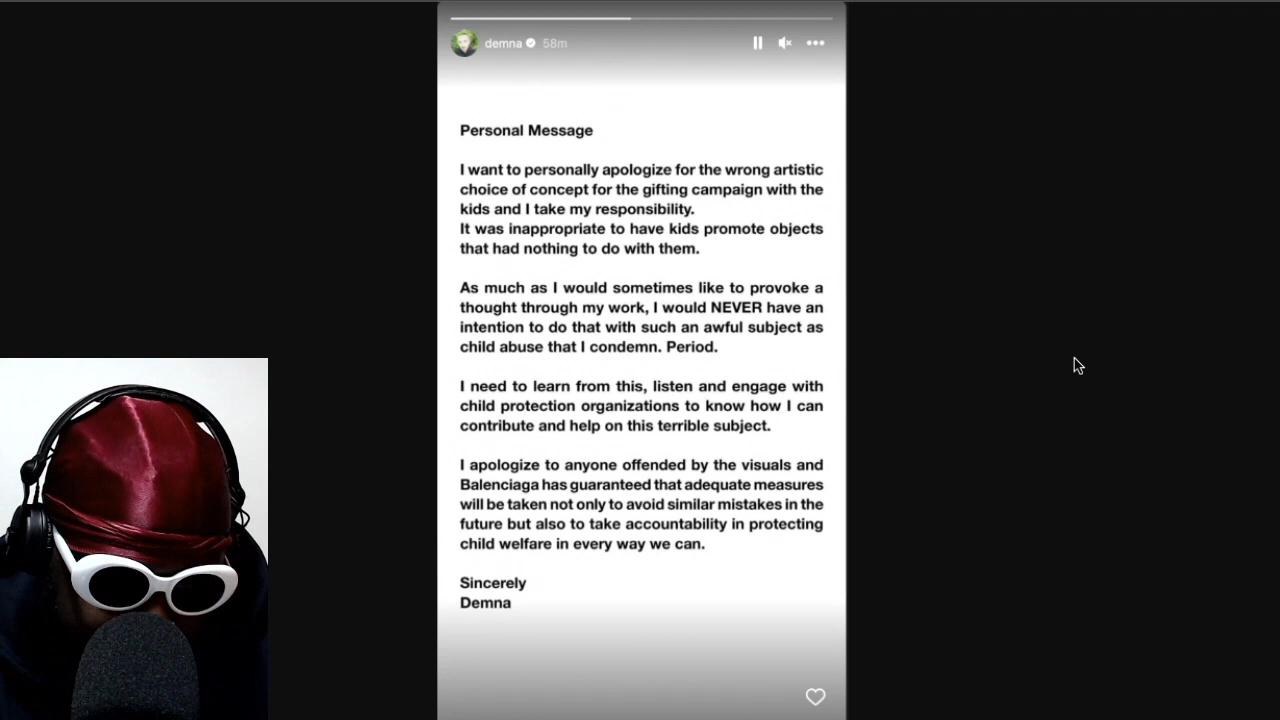 demna 58m
Personal Message
I want to personally apologize for the wrong artistic
choice of concept for the gifting campaign with the
kids and I take my responsibility.
It was inappropriate to have kids promote objects
that had nothing to do with them.
As much as I would sometimes like to provoke a
thought through my work, I would NEVER have an
intention to do that with such an awful subject as
child abuse that I condemn. Period.
I need to learn from this, listen and engage with
child protection organizations to know how I can
contribute and help on this terrible subject.
I apologize to anyone offended by the visuals and
Balenciaga has guaranteed that adequate measures
will be taken not only to avoid similar mistakes in the
future but also to take accountability in protecting
child welfare in every way we can.
Sincerely
Demna